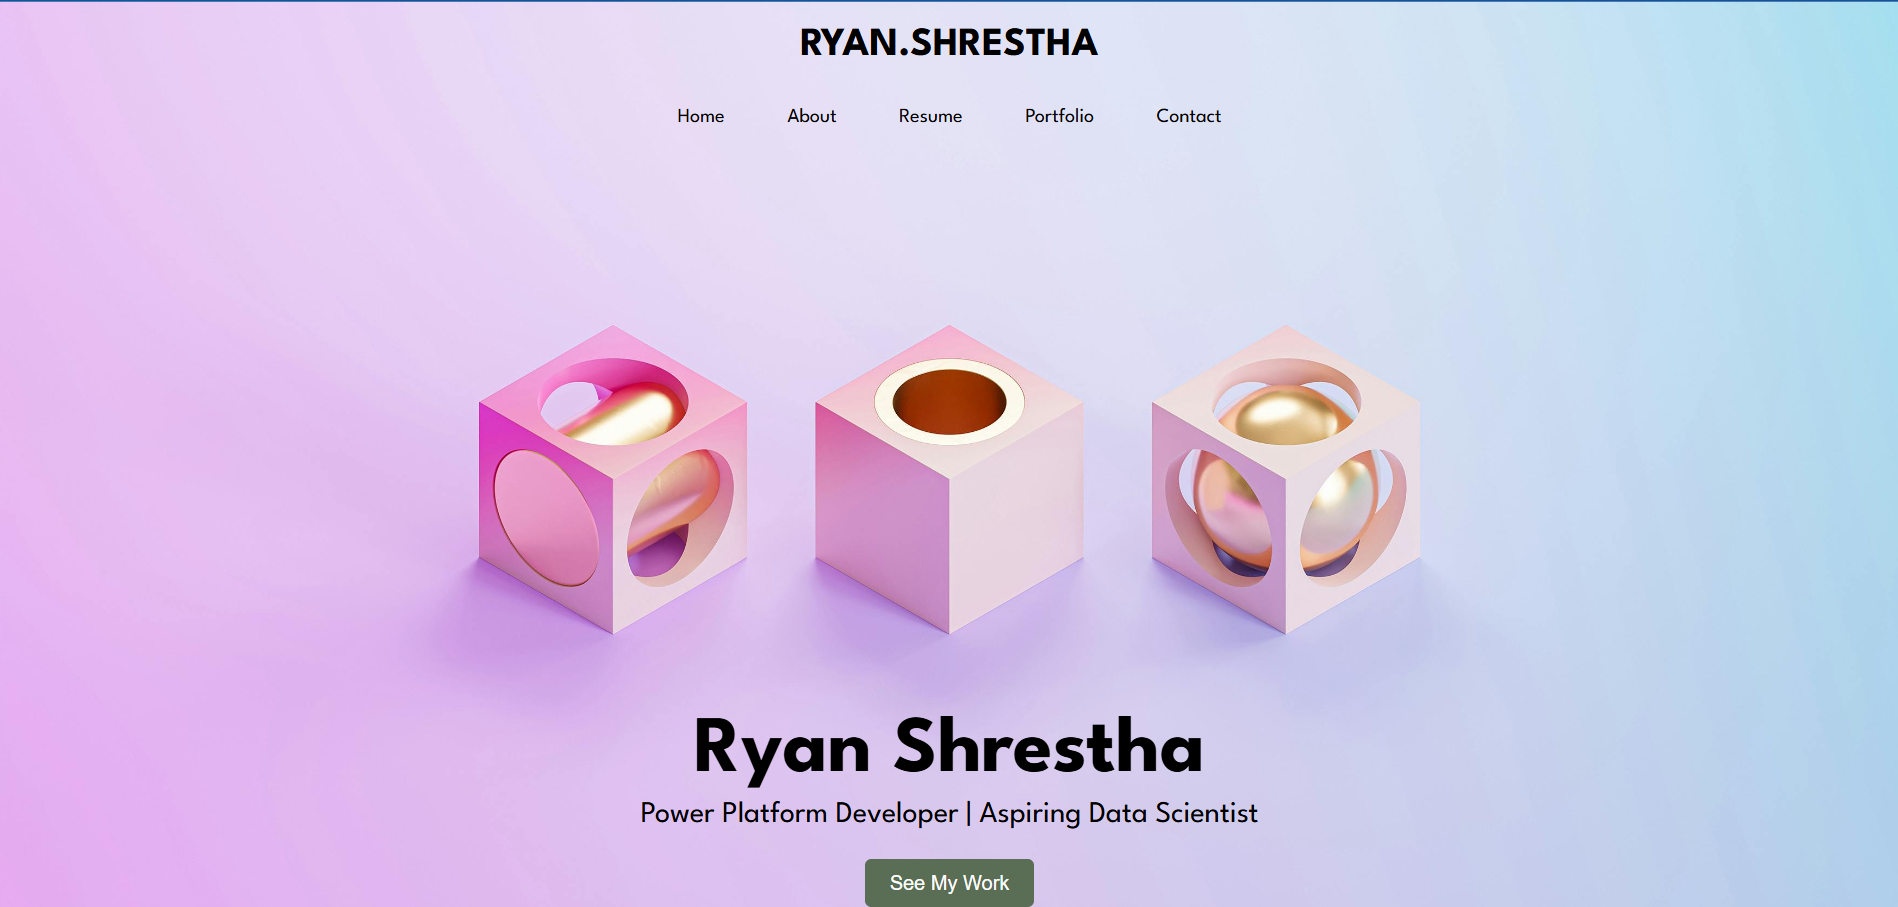 RYAN.SHRESTHA
Home About Resume Portfolio Contact
Ryan Shrestha
Power Platform Developer | Aspiring Data Scientist
See My Work